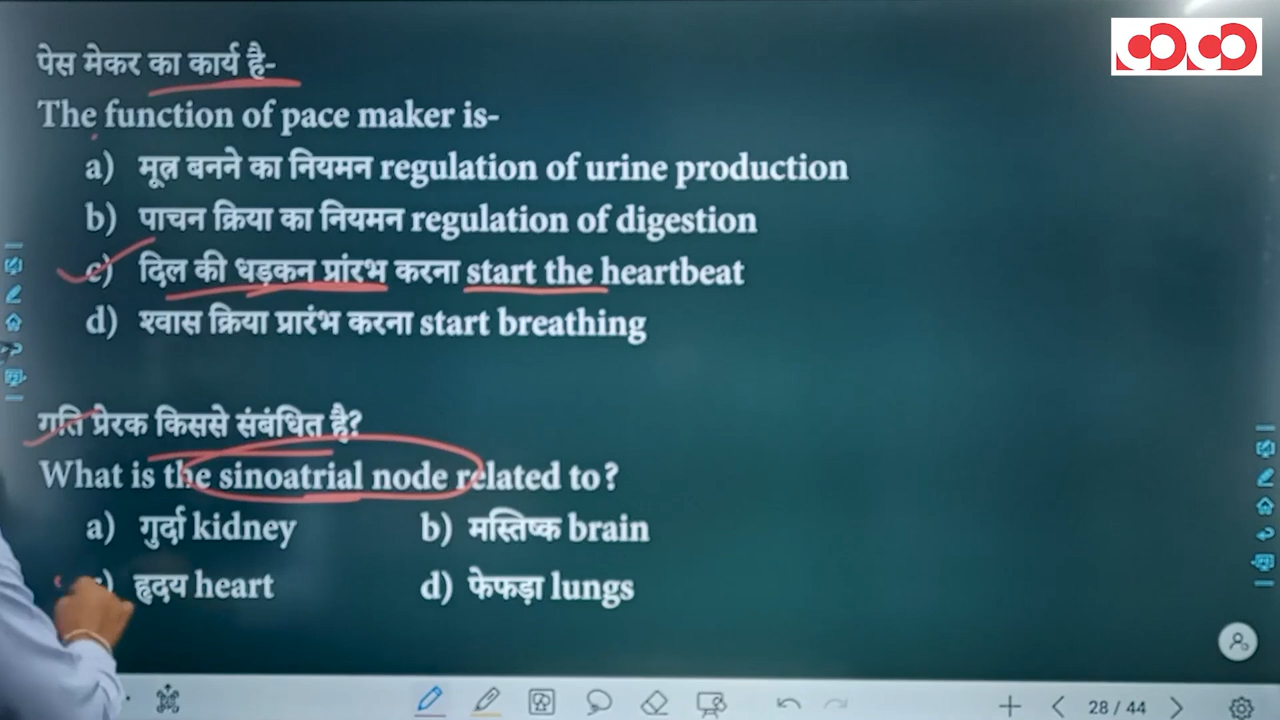 पेस मेकर का कार्य है-
The function of pace maker is-
a) मूत्र बनने का नियमन regulation of urine production
b) पाचन क्रिया का नियमन regulation of digestion
c) दिल की धड़कन प्रांरभ करना start the heartbeat
d) श्वास क्रिया प्रारंभ करना start breathing
गति प्रेरक किससे संबंधित है?
What is the sinoatrial node related to?
a) गुर्दा kidney b) मस्तिष्क brain
हृदय heart d) फेफड़ा lungs
28 / 44